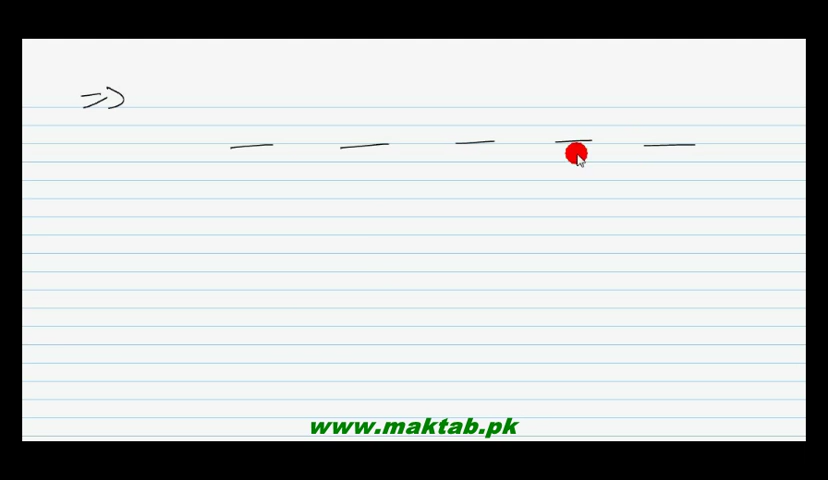 ⇒
_ _ _ _ _
www.maktab.pk